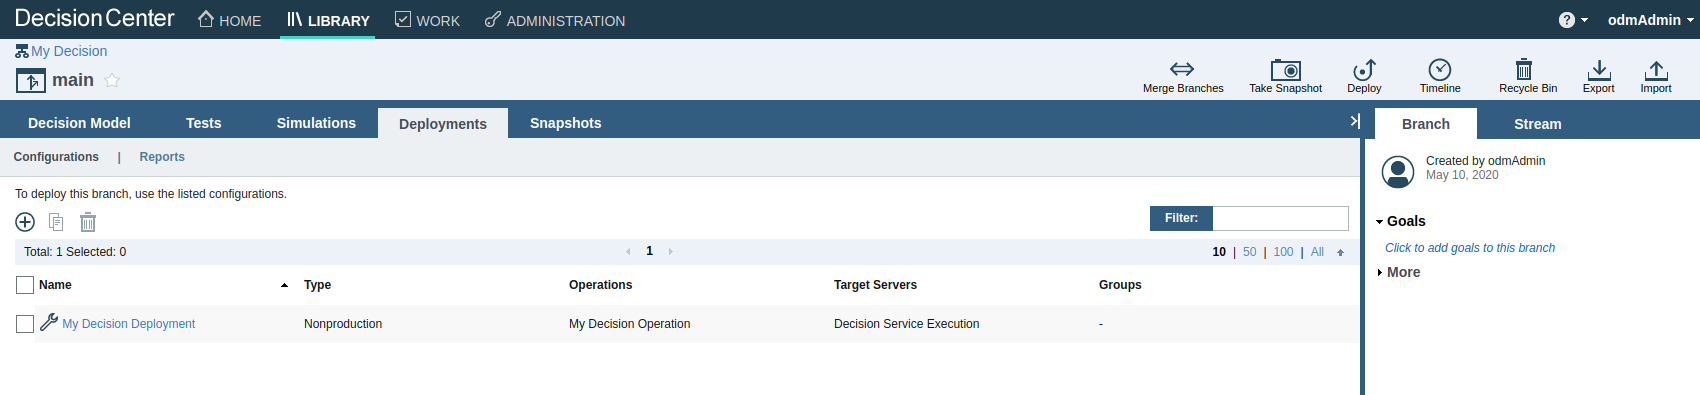 DecisionCenter HOME LIBRARY WORK ADMINISTRATION ? odmAdmin
My Decision
main
Merge Branches Take Snapshot Deploy Timeline Recycle Bin Export Import
Decision Model Tests Simulations Deployments Snapshots Branch Stream
Configurations | Reports
Created by odmAdmin
May 10, 2020
To deploy this branch, use the listed configurations.
Filter:
Goals
Total: 1 Selected: 0 1 10 | 50 | 100 | All
Click to add goals to this branch
More
Name Type Operations Target Servers Groups
My Decision Deployment Nonproduction My Decision Operation Decision Service Execution -